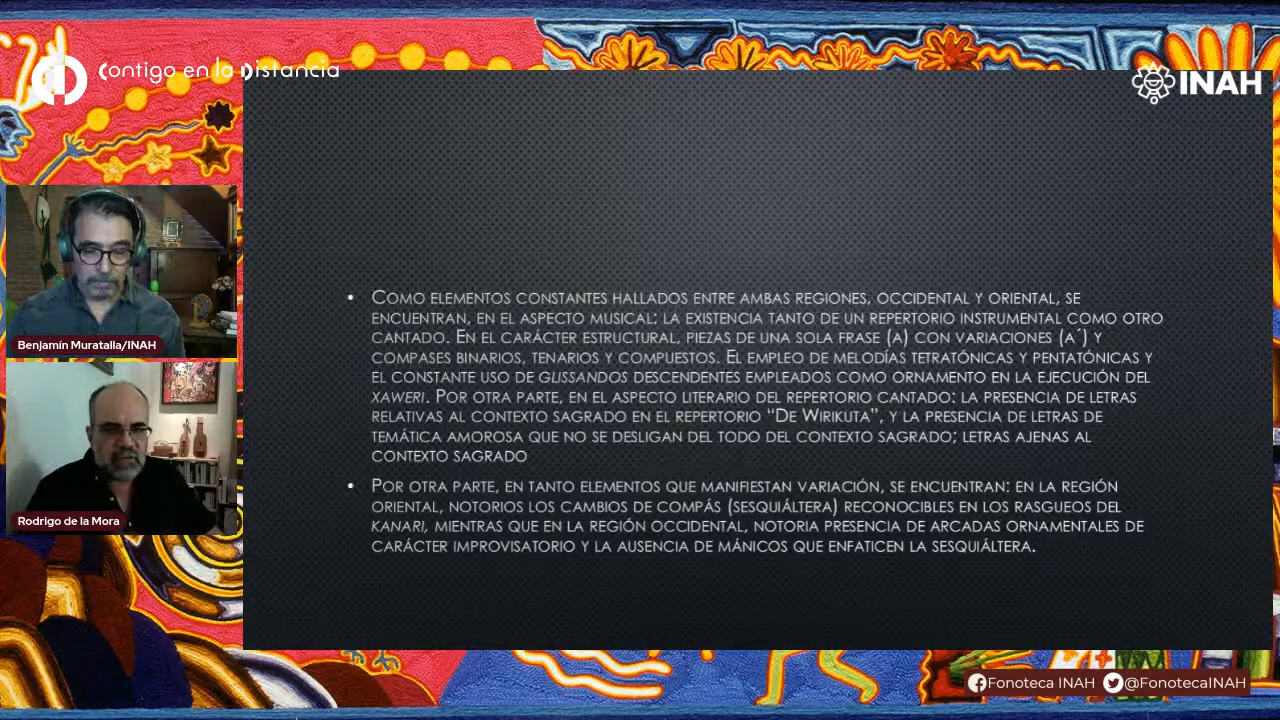 Contigo en la Distancia
INAH
Benjamín Muratalla/INAH
Rodrigo de la Mora
• Como elementos constantes hallados entre ambas regiones, occidental y oriental, se
encuentran, en el aspecto musical: la existencia tanto de un repertorio instrumental como otro
cantado. En el carácter estructural, piezas de una sola frase (a) con variaciones (a´) y
compases binarios, tenarios y compuestos. El empleo de melodías tetratónicas y pentatónicas y
el constante uso de glissandos descendentes empleados como ornamento en la ejecución del
xaweri. Por otra parte, en el aspecto literario del repertorio cantado: la presencia de letras
relativas al contexto sagrado en el repertorio “De Wirikuta”, y la presencia de letras de
temática amorosa que no se desligan del todo del contexto sagrado; letras ajenas al
contexto sagrado
• Por otra parte, en tanto elementos que manifiestan variación, se encuentran: en la región
oriental, notorios los cambios de compás (sesquiáltera) reconocibles en los rasgueos del
kanari, mientras que en la región occidental, notoria presencia de arcadas ornamentales de
carácter improvisatorio y la ausencia de mánicos que enfaticen la sesquiáltera.
Fonoteca INAH @FonotecaINAH